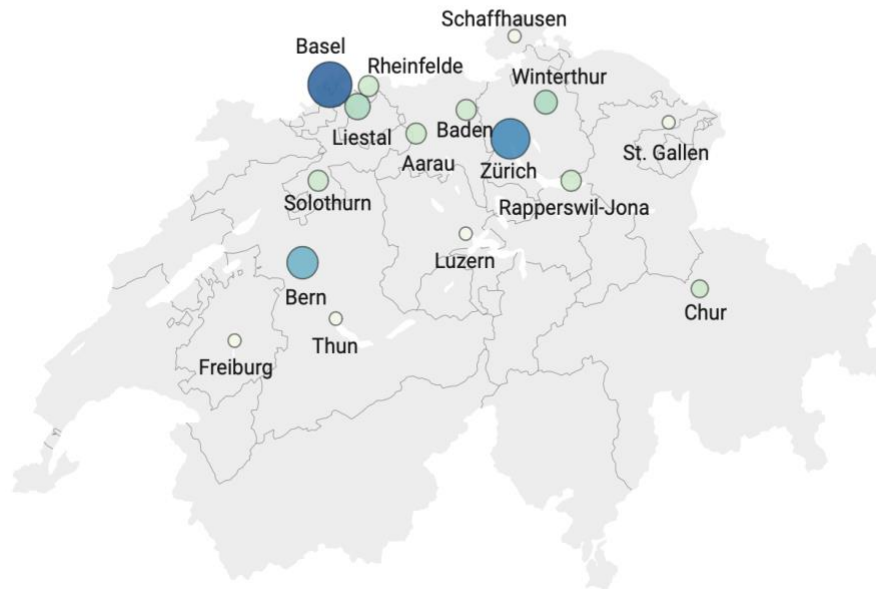 Schaffhausen
Basel
Rheinfelde
Winterthur
Liestal
Baden
Aarau
Zürich
St. Gallen
Solothurn
Rapperswil-Jona
Luzern
Bern
Chur
Thun
Freiburg